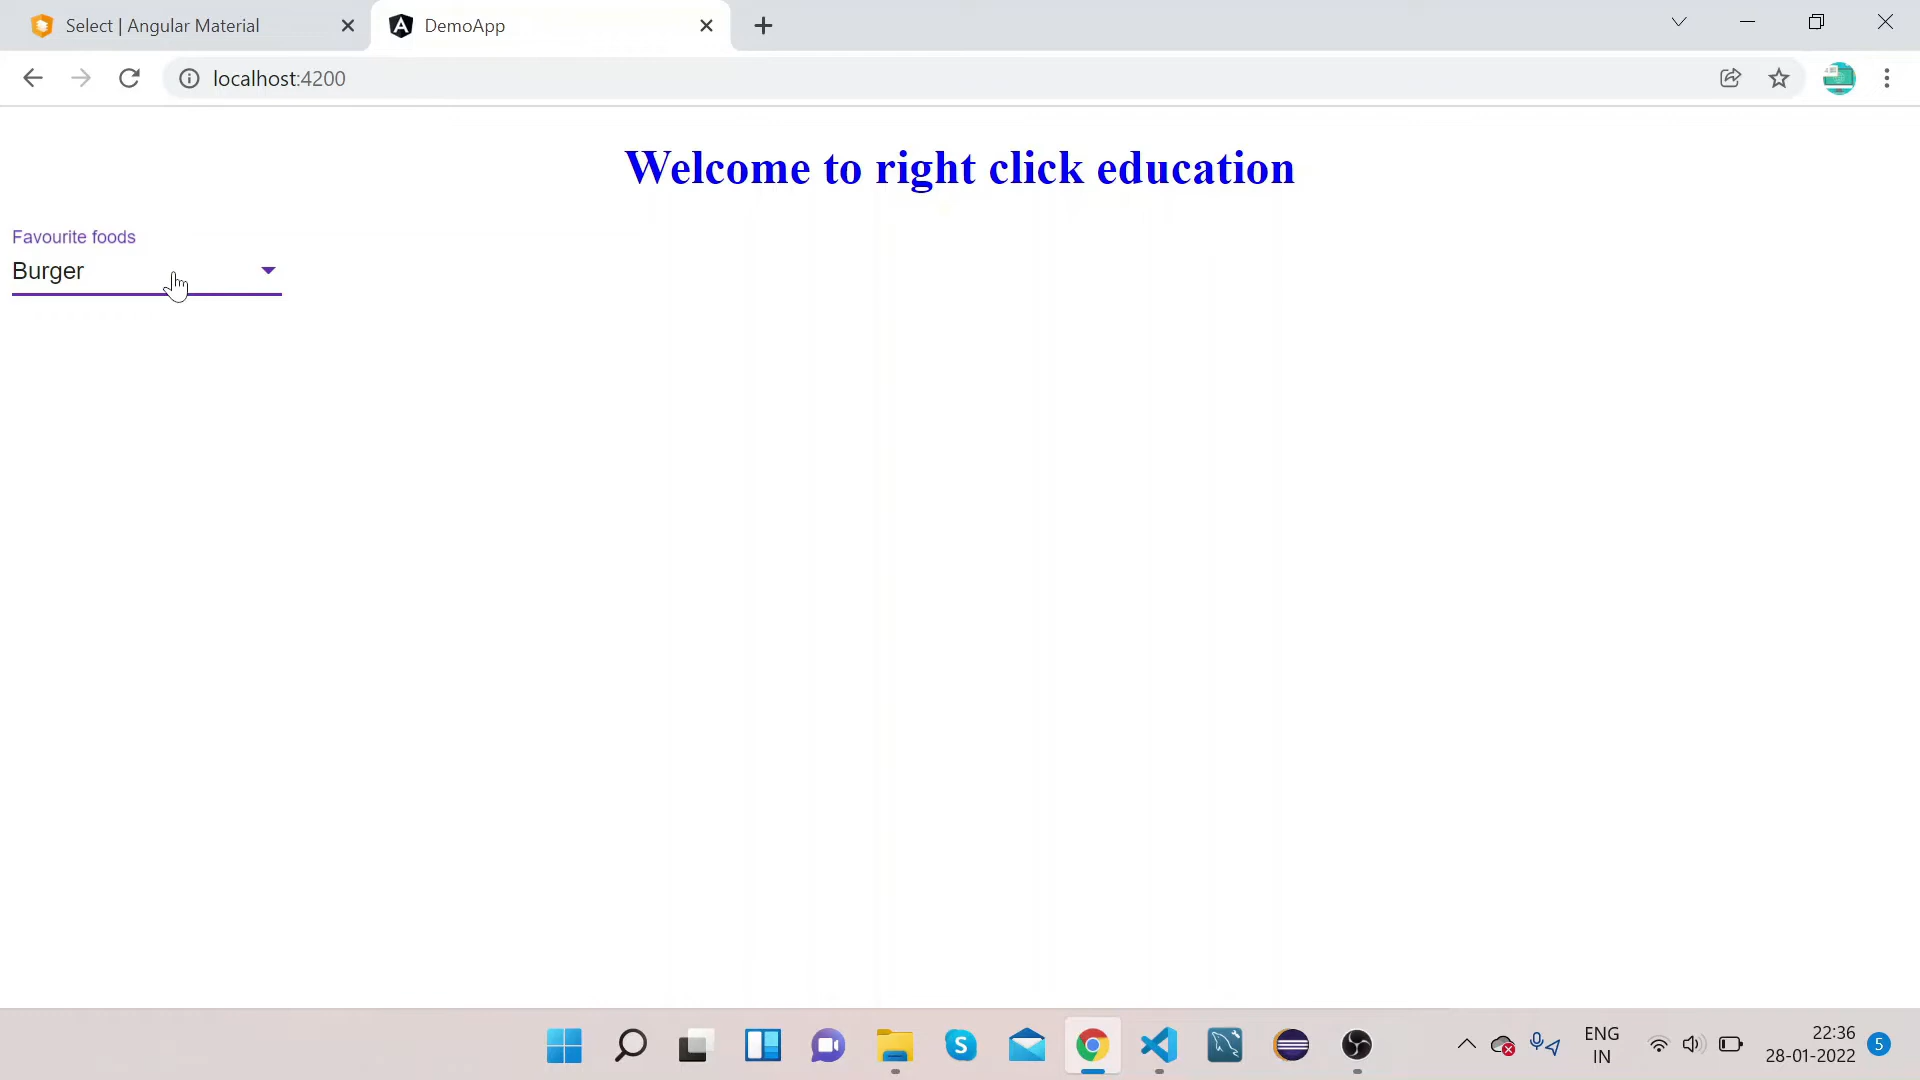 Select | Angular Material
DemoApp
localhost:4200
Welcome to right click education
Favourite foods
Burger
ENG
IN
22:36
28-01-2022
5